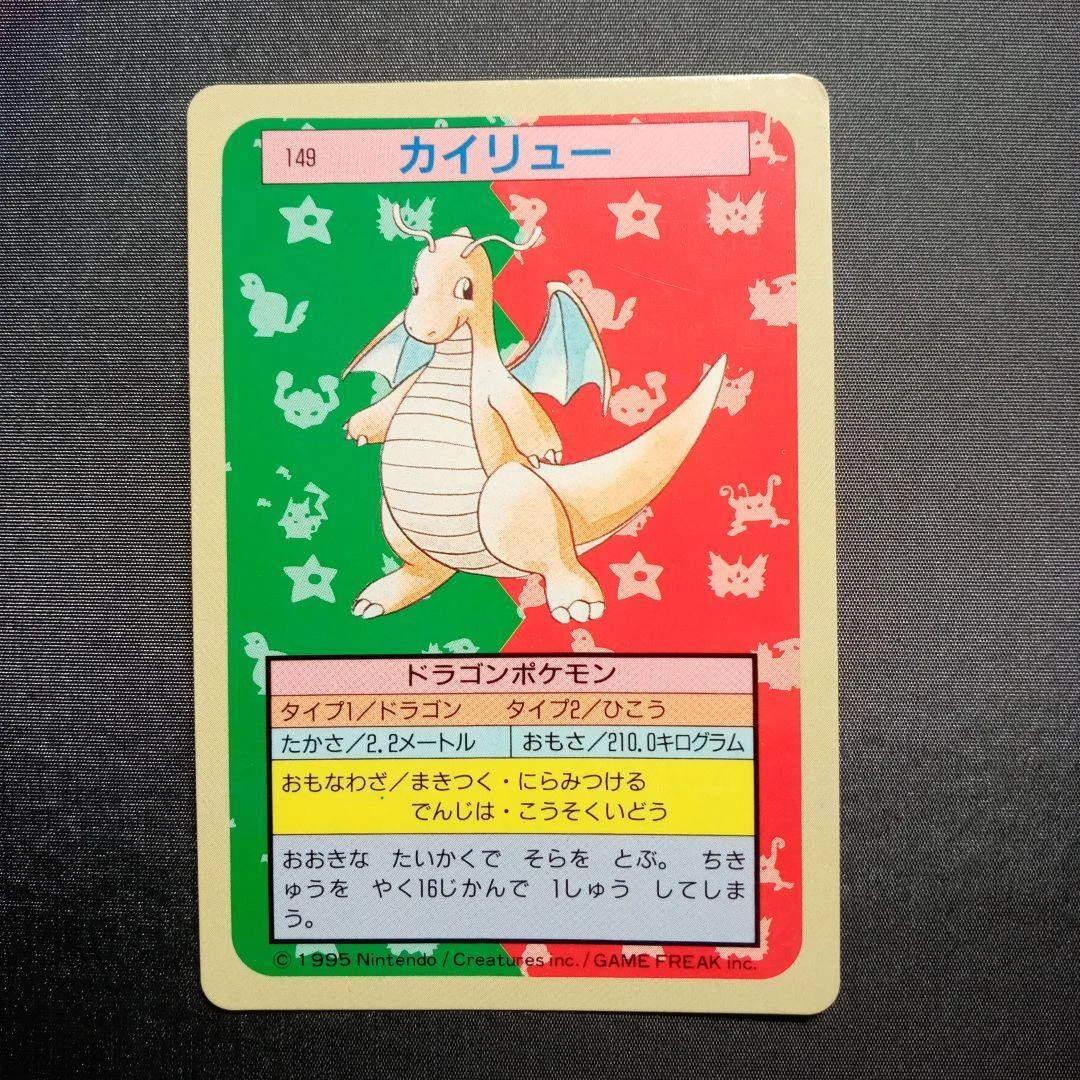 149 カイリュー
ドラゴンポケモン
タイプ1／ドラゴン タイプ2／ひこう
たかさ／2.2メートル おもさ／210.0キログラム
おもなわざ／まきつく・にらみつける
でんじは・こうそくいどう
おおきな たいかくで そらを とぶ。 ちき
ゅうを やく16じかんで 1しゅう してしま
う。
© 1995 Nintendo / Creatures inc. / GAME FREAK inc.